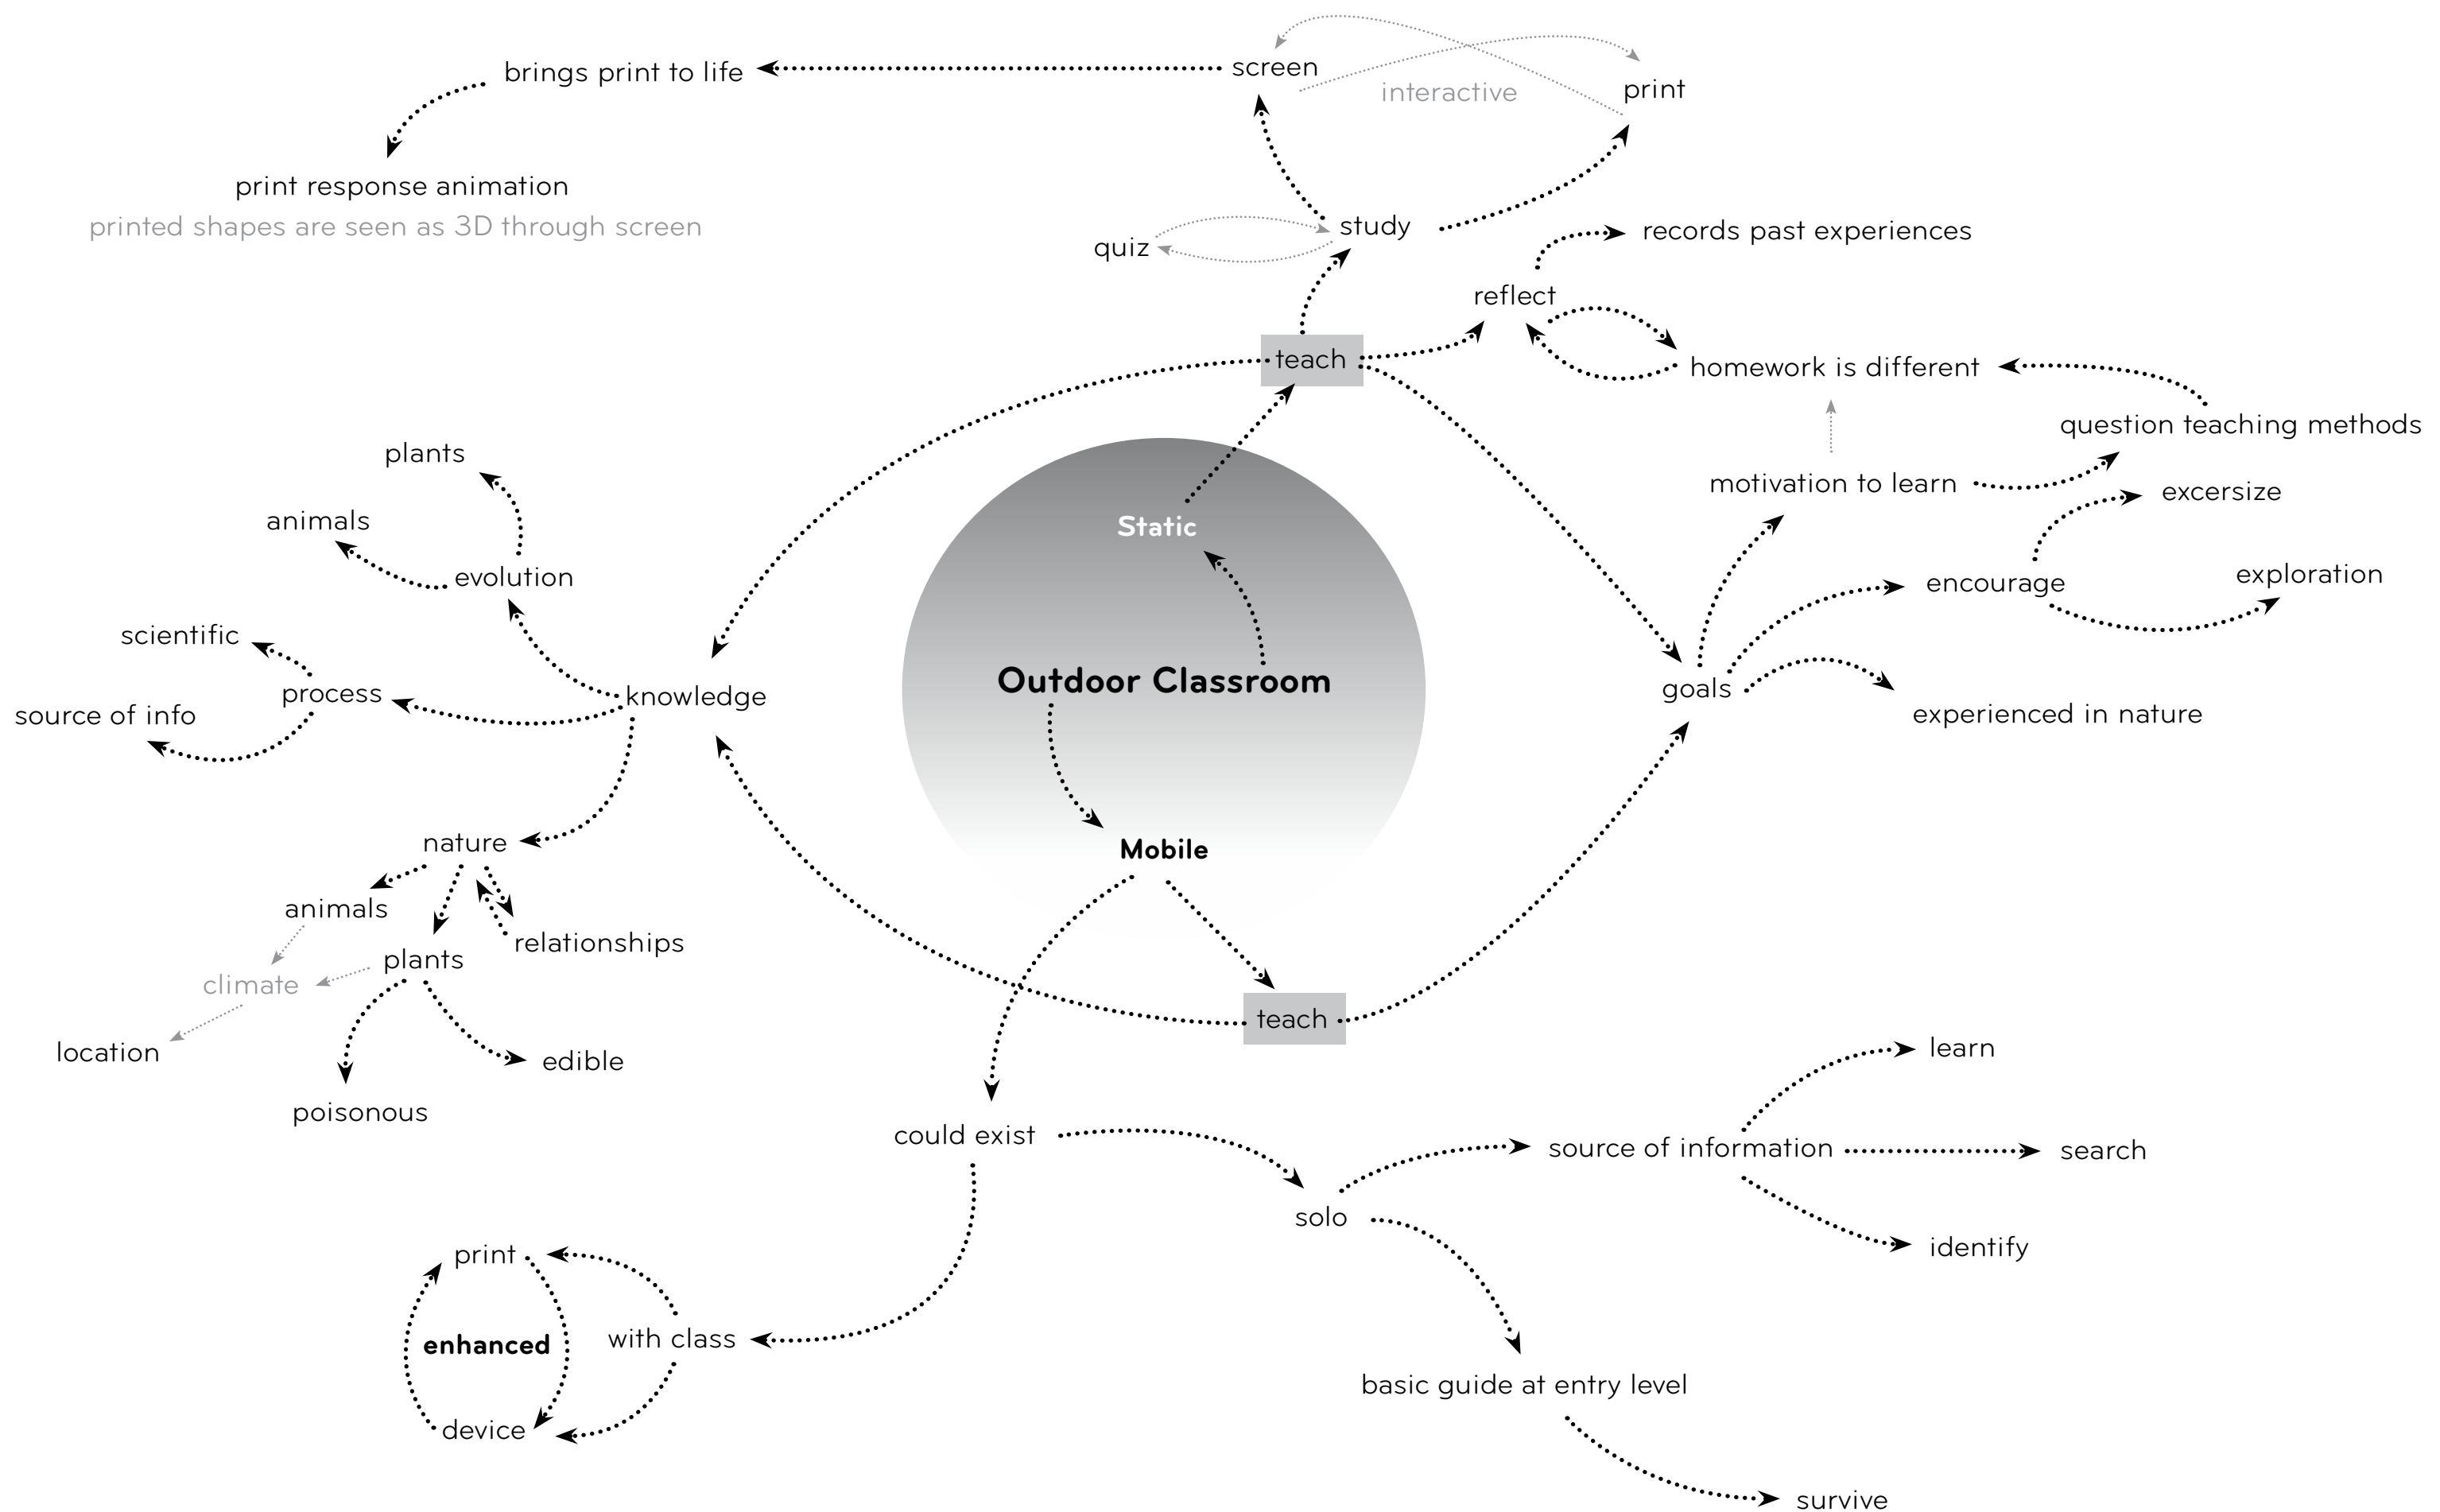 screen
brings print to life
print
interactive
print response animation
printed shapes are seen as 3D through screen
study
quiz
records past experiences
reflect
teach
homework is different
question teaching methods
plants
motivation to learn
excersize
animals
Static
evolution
encourage
exploration
scientific
process
knowledge
Outdoor Classroom
goals
source of info
experienced in nature
nature
Mobile
animals
relationships
plants
climate
teach
location
edible
learn
poisonous
could exist
source of information
search
solo
identify
print
enhanced
with class
basic guide at entry level
device
survive